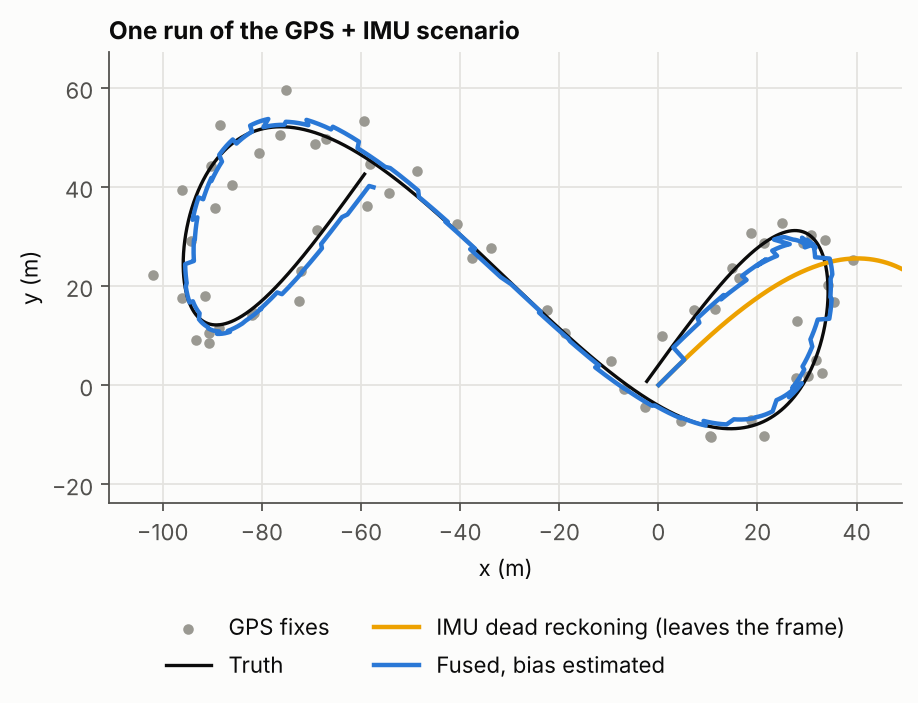 One run of the GPS + IMU scenario
60
40
20
0
−20
y (m)
−100
−80
−60
−40
−20
0
20
40
x (m)
GPS fixes
IMU dead reckoning (leaves the frame)
Truth
Fused, bias estimated